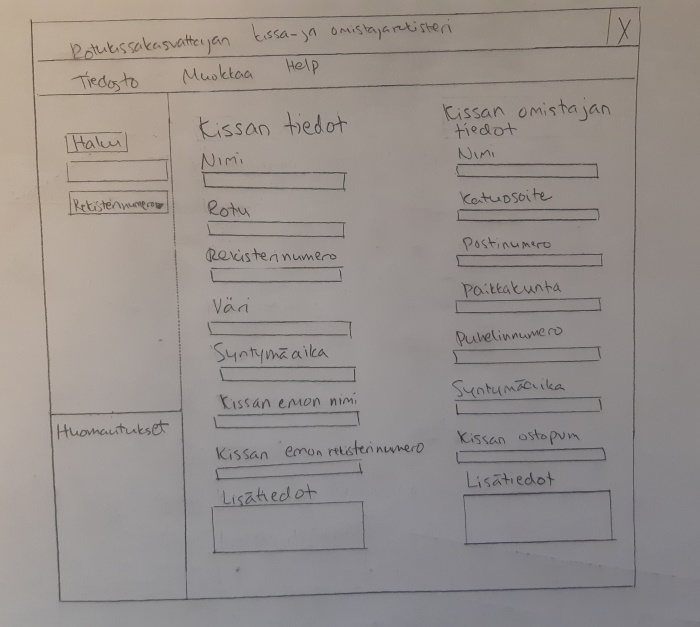 Rotukissakasvattajan kissa-ja omistajarekisteri X
Tiedosto Muokkaa Help
Haku
Rekisterinumero
Huomautukset
Kissan tiedot
Nimi
Rotu
Rekisterinumero
Väri
Syntymäaika
Kissan emon nimi
Kissan emon rekisterinumero
Lisätiedot
Kissan omistajan
tiedot
Nimi
Katuosoite
Postinumero
Paikkakunta
Puhelinnumero
Syntymäaika
Kissan ostopvm
Lisätiedot